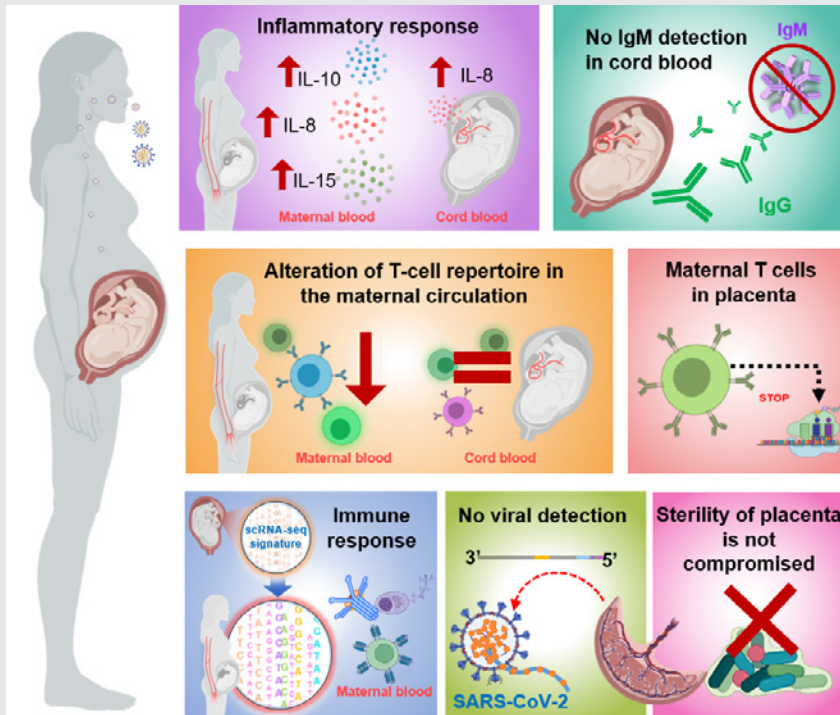 Inflammatory response
IL-10
IL-8
IL-15
Maternal blood
IL-8
Cord blood
No IgM detection
in cord blood
IgM
IgG
Alteration of T-cell repertoire in
the maternal circulation
Maternal blood
Cord blood
Maternal T cells
in placenta
STOP
scRNA-seq
signature
Immune
response
Maternal blood
No viral detection
3’
5’
SARS-CoV-2
Sterility of placenta
is not
compromised